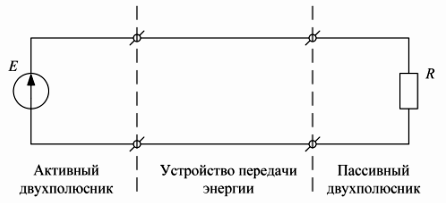 E
R
Активный
двухполюсник
Устройство передачи
энергии
Пассивный
двухполюсник